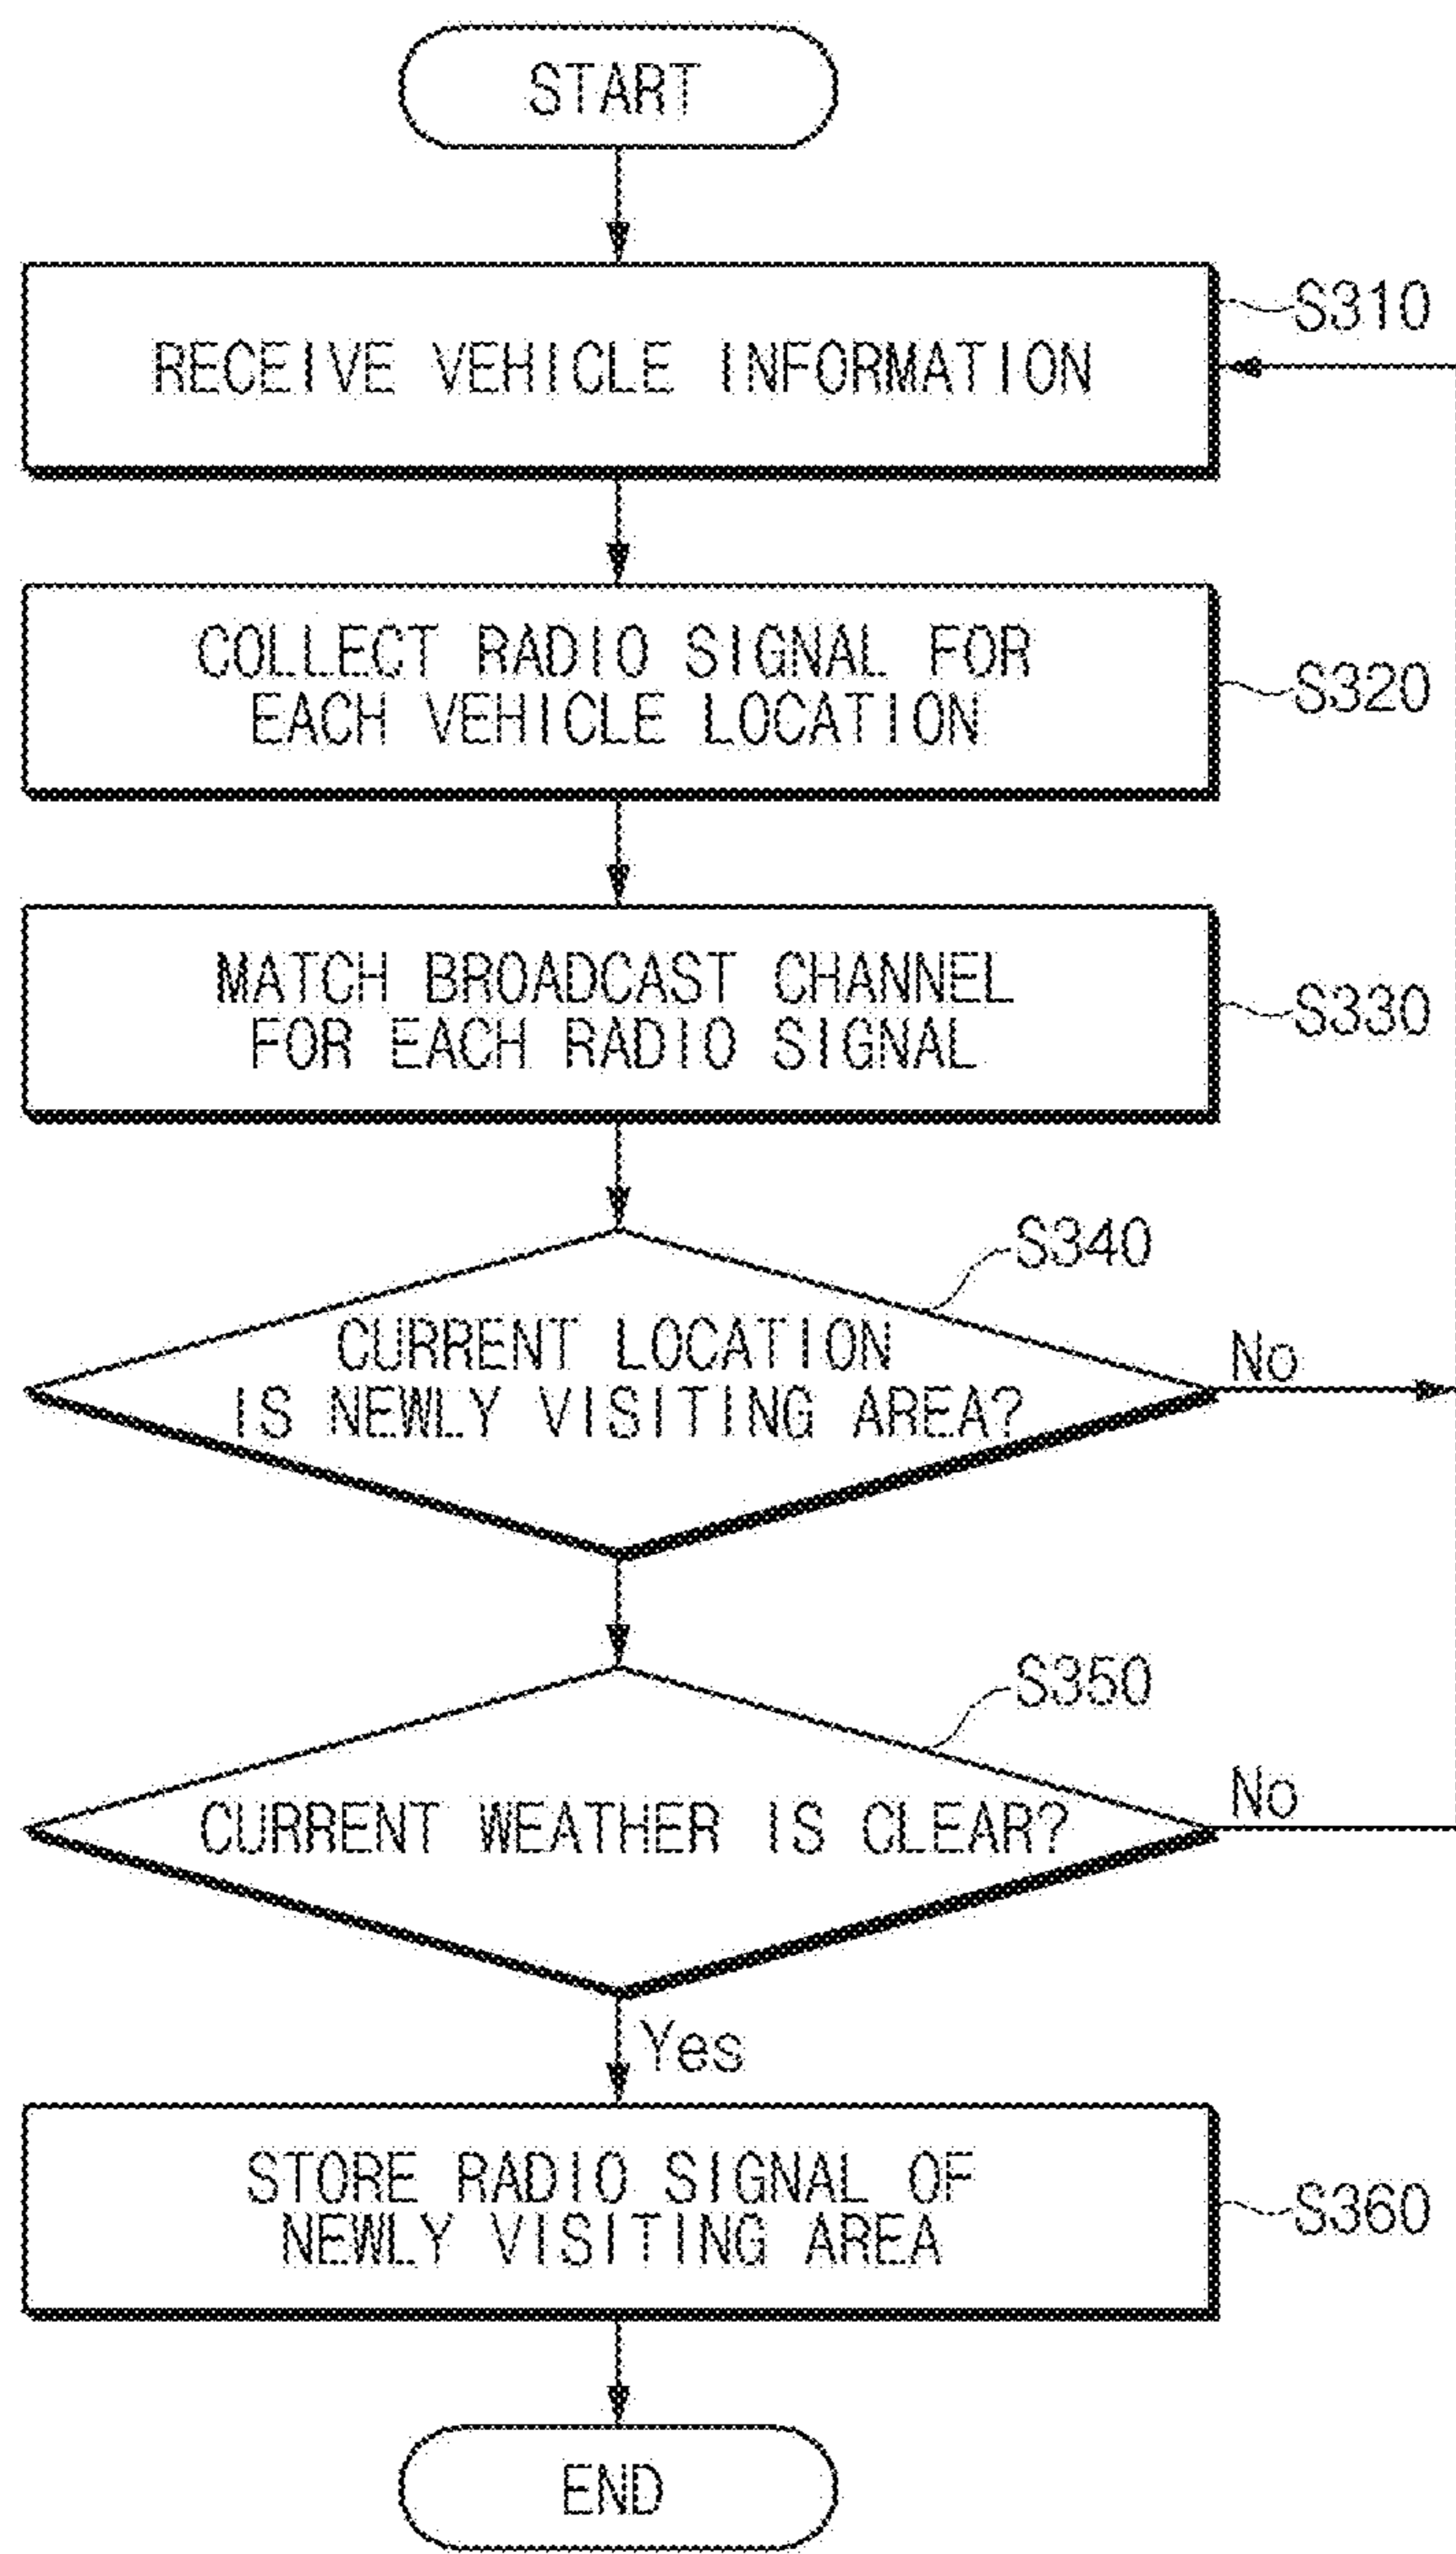 START
RECEIVE VEHICLE INFORMATION
S310
COLLECT RADIO SIGNAL FOR
EACH VEHICLE LOCATION
S320
MATCH BROADCAST CHANNEL
FOR EACH RADIO SIGNAL
S330
S340
CURRENT LOCATION
IS NEWLY VISITING AREA?
No
S350
CURRENT WEATHER IS CLEAR?
No
Yes
STORE RADIO SIGNAL OF
NEWLY VISITING AREA
S360
END